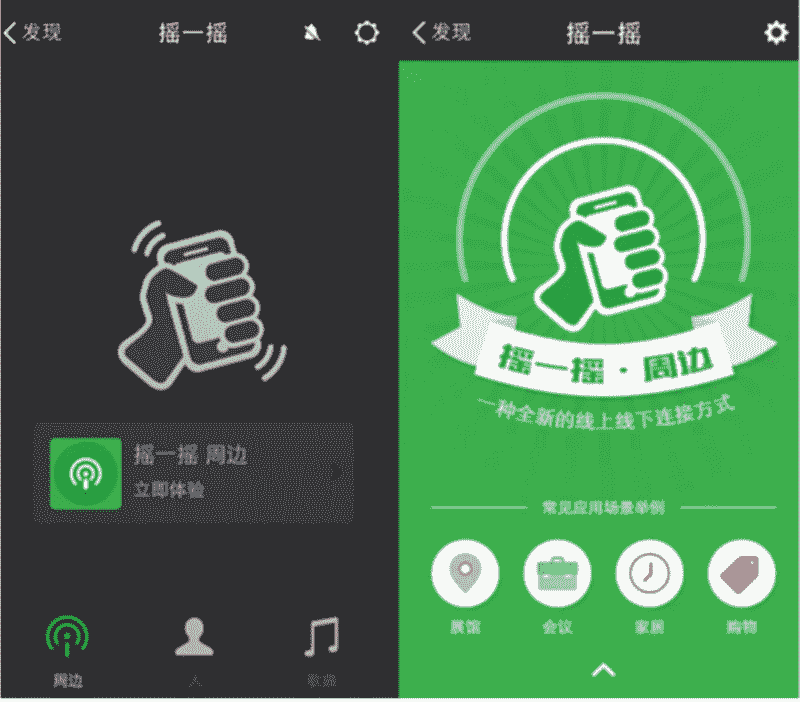 发现 摇一摇
摇一摇 周边
立即体验
周边 人 歌曲
发现 摇一摇
摇一摇·周边
一种全新的线上线下连接方式
常见应用场景举例
展馆 会议 家居 购物